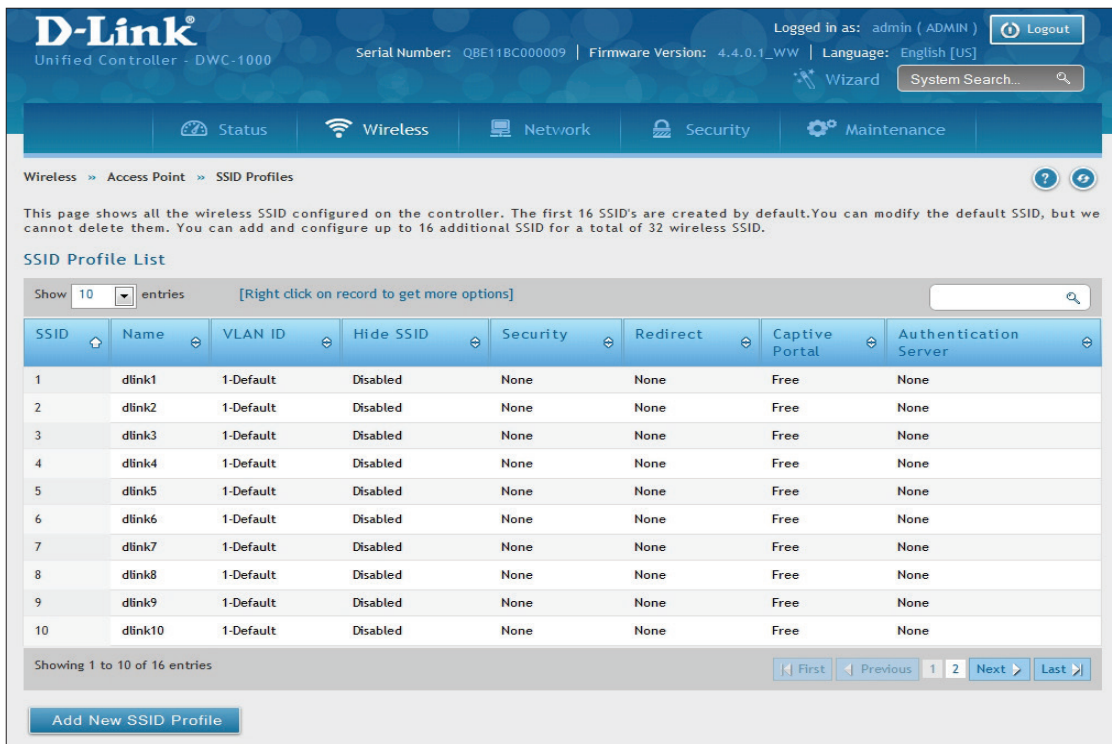 D-Link®
Unified Controller - DWC-1000
Logged in as: admin ( ADMIN ) Logout
Serial Number: QBE11BC000009 | Firmware Version: 4.4.0.1_WW | Language: English [US]
Wizard System Search...
Status Wireless Network Security Maintenance
Wireless » Access Point » SSID Profiles ?
This page shows all the wireless SSID configured on the controller. The first 16 SSID's are created by default.You can modify the default SSID, but we
cannot delete them. You can add and configure up to 16 additional SSID for a total of 32 wireless SSID.
SSID Profile List
Show 10 entries [Right click on record to get more options]
SSID Name VLAN ID Hide SSID Security Redirect Captive Portal Authentication Server
1 dlink1 1-Default Disabled None None Free None
2 dlink2 1-Default Disabled None None Free None
3 dlink3 1-Default Disabled None None Free None
4 dlink4 1-Default Disabled None None Free None
5 dlink5 1-Default Disabled None None Free None
6 dlink6 1-Default Disabled None None Free None
7 dlink7 1-Default Disabled None None Free None
8 dlink8 1-Default Disabled None None Free None
9 dlink9 1-Default Disabled None None Free None
10 dlink10 1-Default Disabled None None Free None
Showing 1 to 10 of 16 entries First Previous 1 2 Next Last
Add New SSID Profile